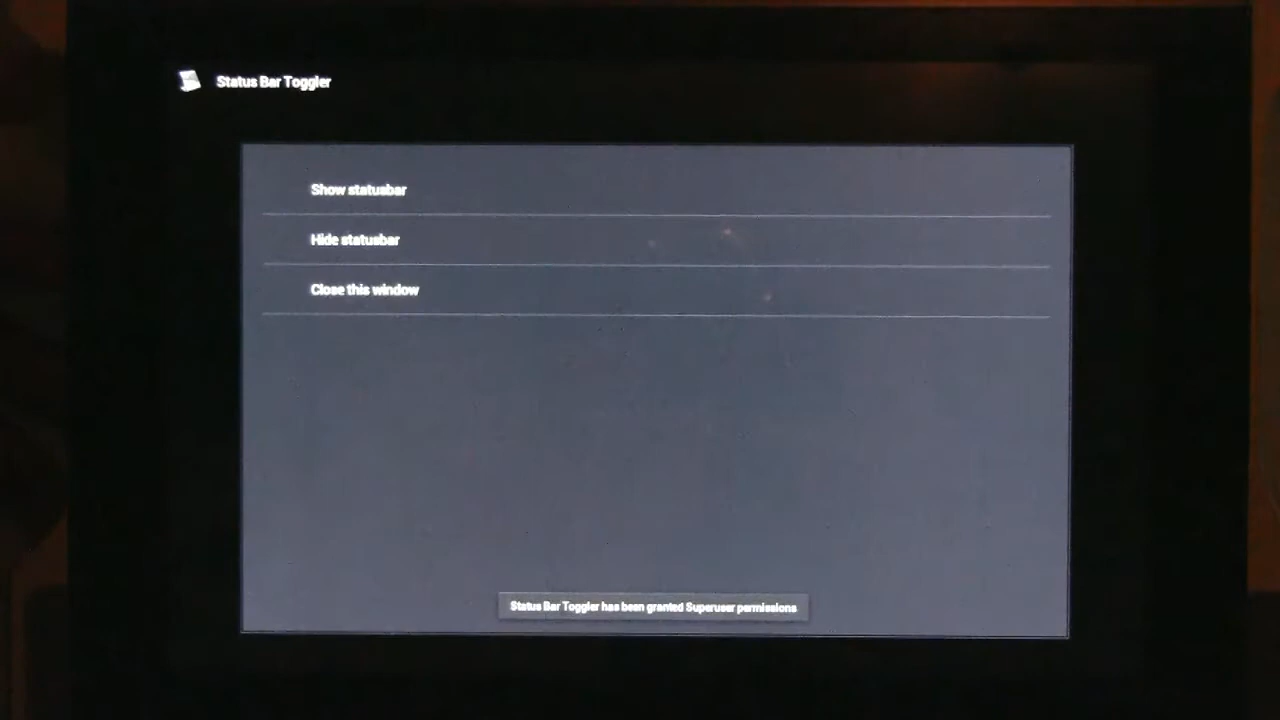 Status Bar Toggler
Show statusbar
Hide statusbar
Close this window
Status Bar Toggler has been granted Superuser permissions